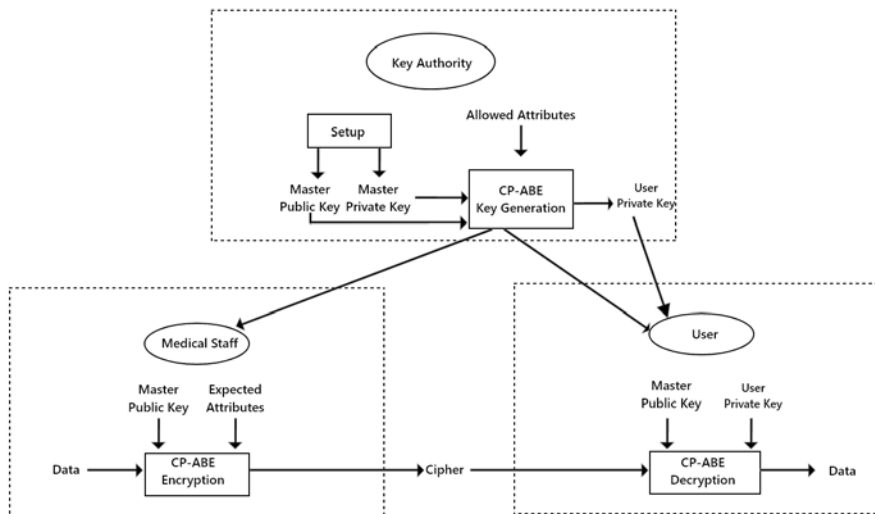 Key Authority
Allowed Attributes
Setup
Master
Public Key
Master
Private Key
CP-ABE
Key Generation
User
Private Key
Medical Staff
User
Master
Public Key
Expected
Attributes
Master
Public Key
User
Private Key
Data
CP-ABE
Encryption
Cipher
CP-ABE
Decryption
Data